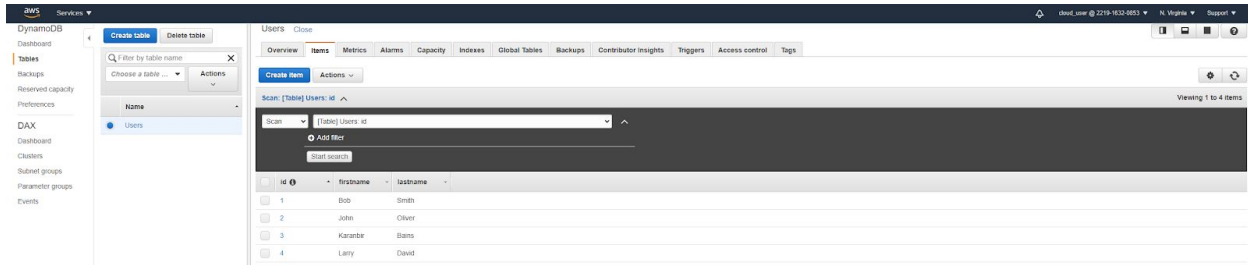 aws Services cloud_user @ 2219-1632-0853 N. Virginia Support
DynamoDB
Dashboard
Tables
Backups
Reserved capacity
Preferences
DAX
Dashboard
Clusters
Subnet groups
Parameter groups
Events
Create table Delete table
Filter by table name X
Choose a table ... Actions
Name
Users
Users Close
Overview Items Metrics Alarms Capacity Indexes Global Tables Backups Contributor Insights Triggers Access control Tags
Create item Actions
Scan: [Table] Users: id Viewing 1 to 4 items
Scan [Table] Users: id
Add filter
Start search
id firstname lastname
1 Bob Smith
2 John Oliver
3 Karanbir Bains
4 Larry David